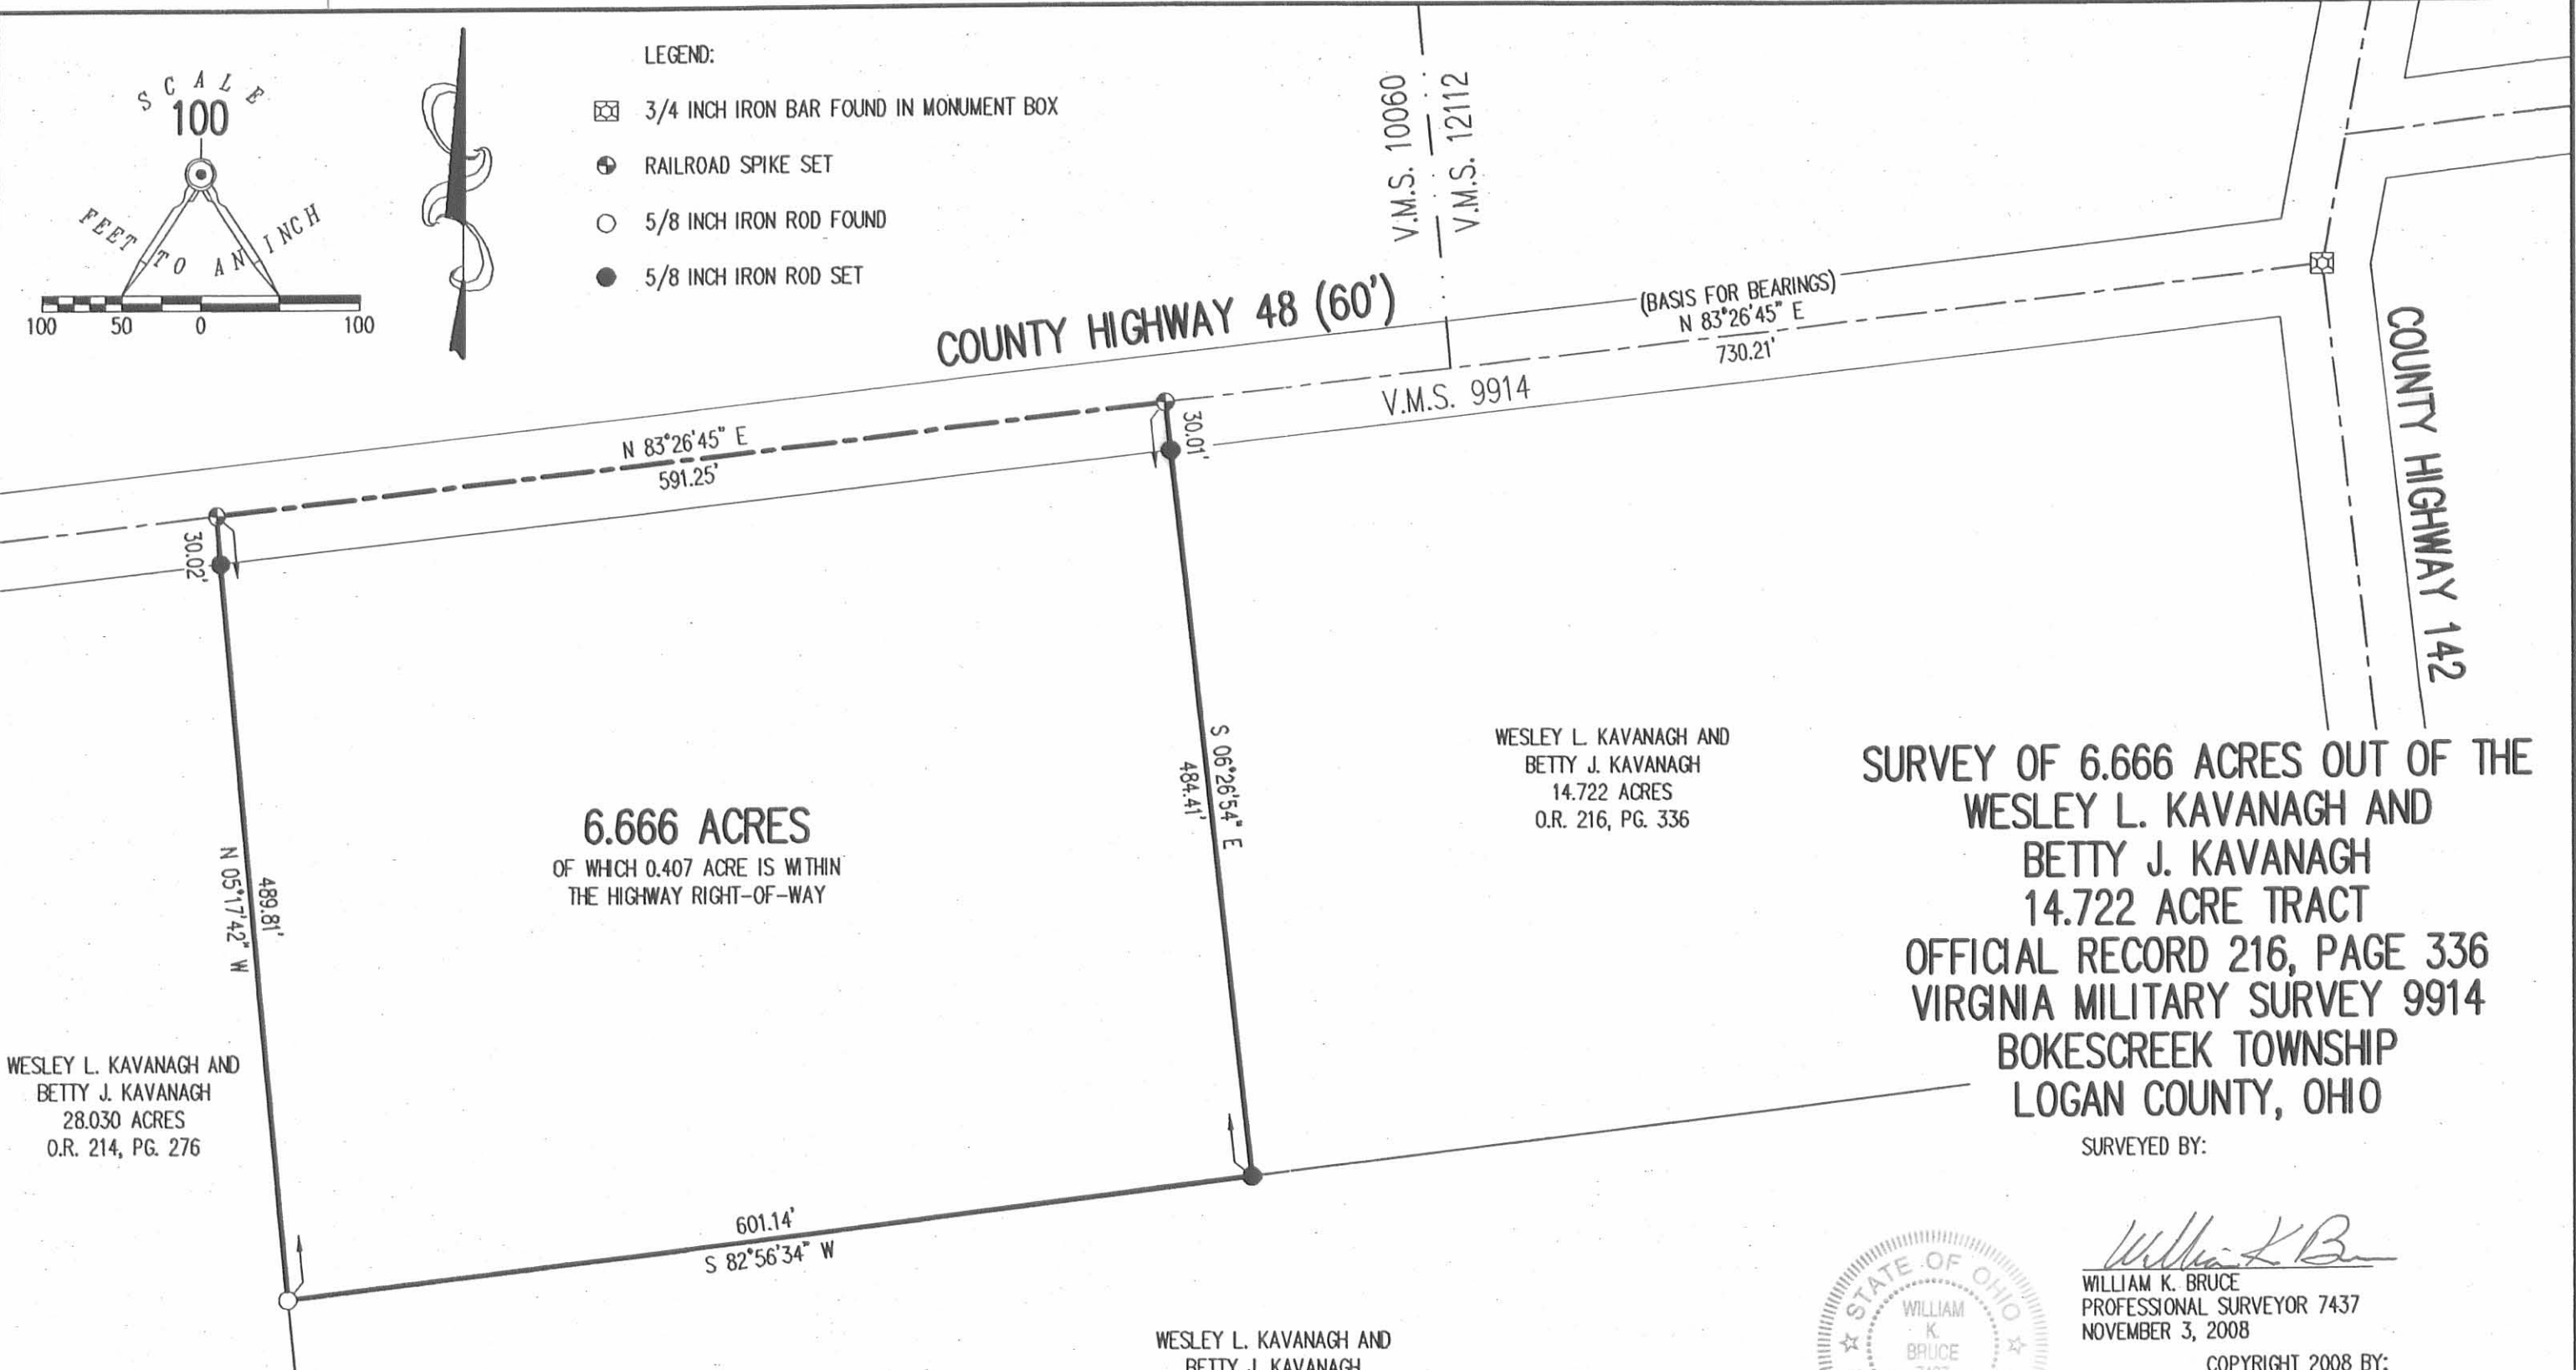 SCALE
100
FEET TO AN INCH
100 50 0 100
LEGEND:
3/4 INCH IRON BAR FOUND IN MONUMENT BOX
RAILROAD SPIKE SET
5/8 INCH IRON ROD FOUND
5/8 INCH IRON ROD SET
V.M.S. 10060
V.M.S. 12112
COUNTY HIGHWAY 48 (60')
(BASIS FOR BEARINGS)
N 83°26'45" E
730.21'
V.M.S. 9914
COUNTY HIGHWAY 142
N 83°26'45" E
591.25'
30.01'
30.02'
S 06°26'54" E
484.41'
489.81'
N 05°17'42" W
6.666 ACRES
OF WHICH 0.407 ACRE IS WITHIN
THE HIGHWAY RIGHT-OF-WAY
WESLEY L. KAVANAGH AND
BETTY J. KAVANAGH
14.722 ACRES
O.R. 216, PG. 336
WESLEY L. KAVANAGH AND
BETTY J. KAVANAGH
28.030 ACRES
O.R. 214, PG. 276
601.14'
S 82°56'34" W
WESLEY L. KAVANAGH AND
BETTY J. KAVANAGH
SURVEY OF 6.666 ACRES OUT OF THE
WESLEY L. KAVANAGH AND
BETTY J. KAVANAGH
14.722 ACRE TRACT
OFFICIAL RECORD 216, PAGE 336
VIRGINIA MILITARY SURVEY 9914
BOKESCREEK TOWNSHIP
LOGAN COUNTY, OHIO
SURVEYED BY:
William K. Bruce
WILLIAM K. BRUCE
PROFESSIONAL SURVEYOR 7437
NOVEMBER 3, 2008
COPYRIGHT 2008 BY:
STATE OF OHIO
WILLIAM
K.
BRUCE